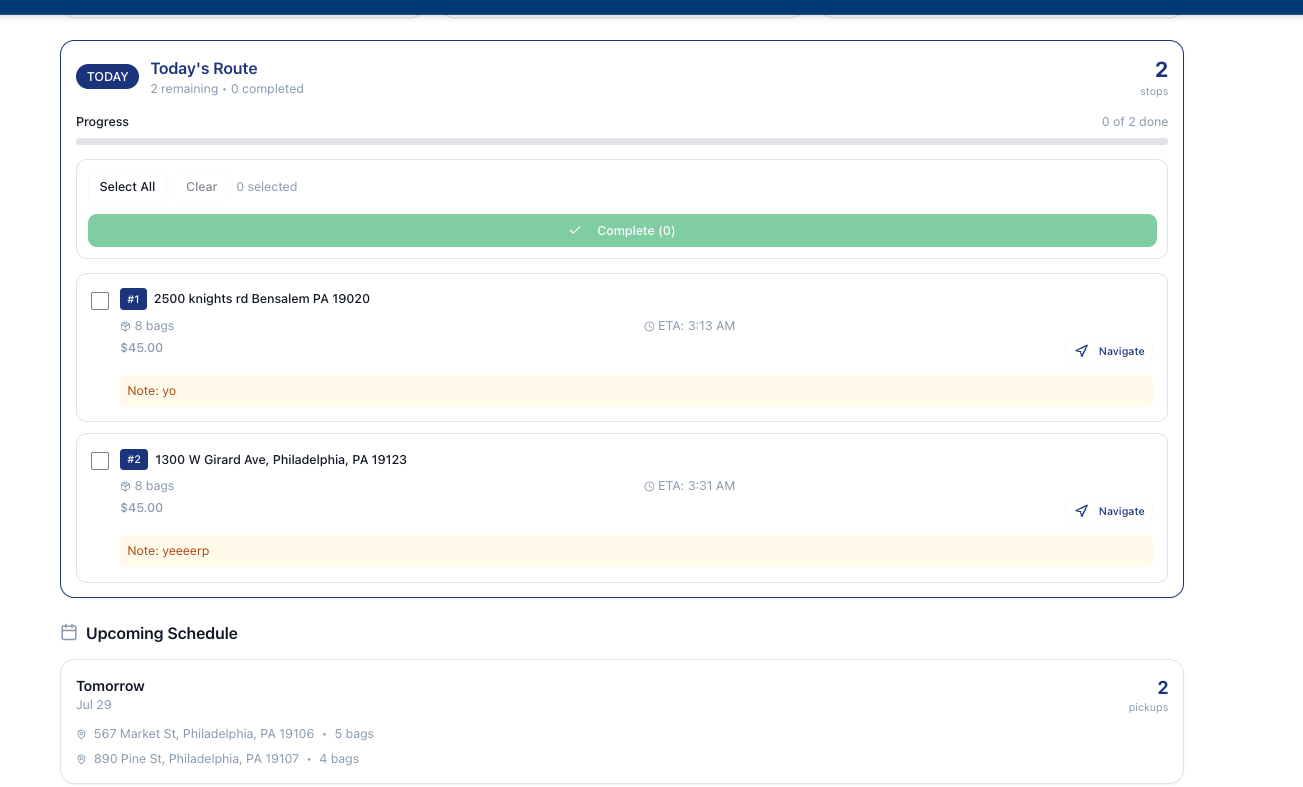 TODAY
Today's Route
2 remaining • 0 completed
2
stops
Progress
0 of 2 done
Select All
Clear
0 selected
Complete (0)
#1
2500 knights rd Bensalem PA 19020
8 bags
ETA: 3:13 AM
$45.00
Navigate
Note: yo
#2
1300 W Girard Ave, Philadelphia, PA 19123
8 bags
ETA: 3:31 AM
$45.00
Navigate
Note: yeeeerp
Upcoming Schedule
Tomorrow
Jul 29
2
pickups
567 Market St, Philadelphia, PA 19106 • 5 bags
890 Pine St, Philadelphia, PA 19107 • 4 bags